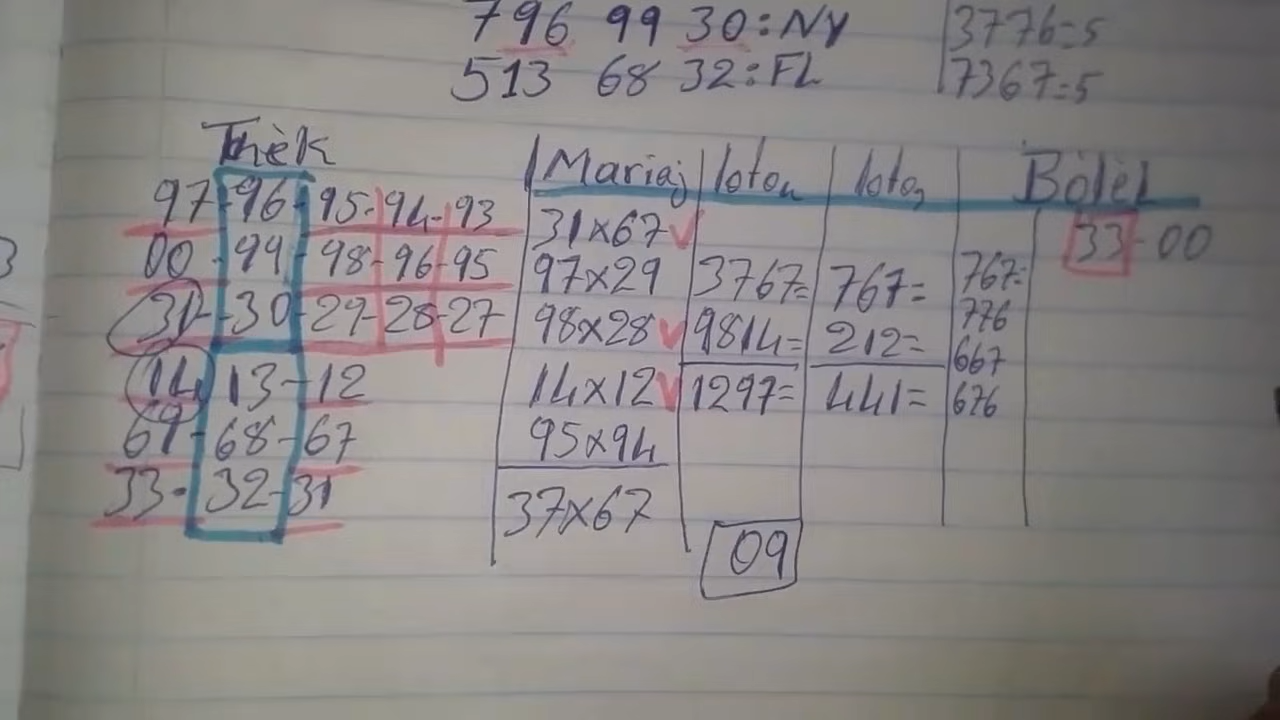 796 99 30:NY
513 68 32:FL
3776=5
7367=5
Trèk
97-96-95-94-93
00-99-98-96-95
31-30-29-28-27
14 13-12
69-68-67
33-32-31
Mariaj
31x67✓
97x29
98x28✓
14x12✓
95x94
37x67
loto4
3767=
9814=
1297=
09
loto3
767=
212=
441=
767=
776
667
676
Bòlèt
33-00